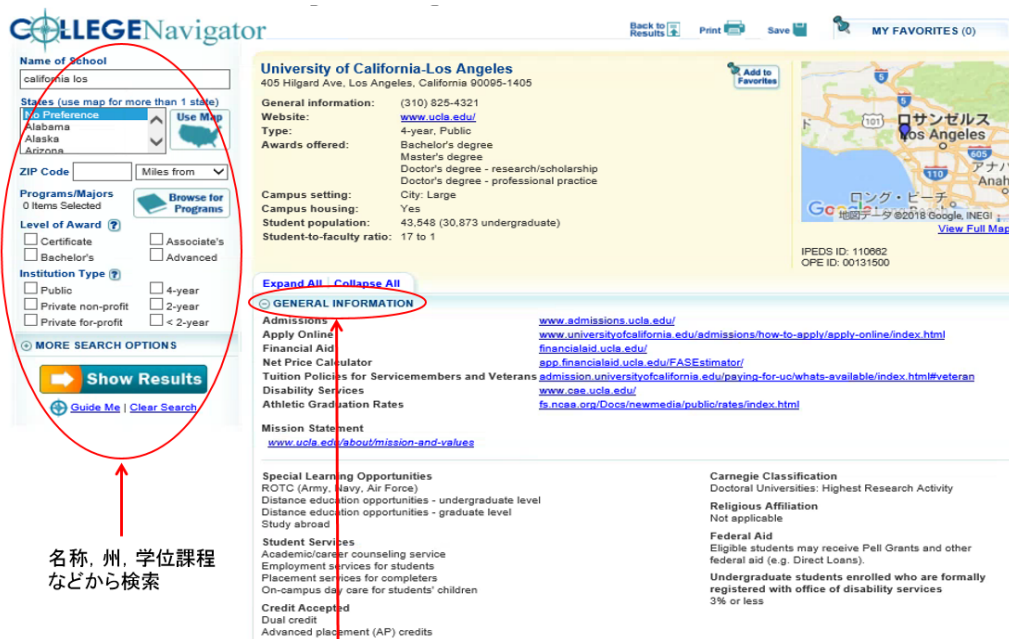 COLLEGENavigator
Back to Results
Print
Save
MY FAVORITES (0)
Name of School
california los
States (use map for more than 1 state)
No Preference
Alabama
Alaska
Arizona
Use Map
ZIP Code
Miles from
Programs/Majors
0 Items Selected
Browse for Programs
Level of Award ?
Certificate
Associate's
Bachelor's
Advanced
Institution Type ?
Public
4-year
Private non-profit
2-year
Private for-profit
< 2-year
MORE SEARCH OPTIONS
Show Results
Guide Me | Clear Search
名称, 州, 学位課程
などから検索
University of California-Los Angeles
405 Hilgard Ave, Los Angeles, California 90095-1405
Add to Favorites
General information: (310) 825-4321
Website: www.ucla.edu/
Type: 4-year, Public
Awards offered: Bachelor's degree
Master's degree
Doctor's degree - research/scholarship
Doctor's degree - professional practice
Campus setting: City: Large
Campus housing: Yes
Student population: 43,548 (30,873 undergraduate)
Student-to-faculty ratio: 17 to 1
5
5
101
ロサンゼルス
Los Angeles
605
110
アナハ
Anah
ロング・ビーチ
Long Beach
Google
地図データ ©2018 Google, INEGI
View Full Map
IPEDS ID: 110662
OPE ID: 00131500
Expand All | Collapse All
GENERAL INFORMATION
Admissions www.admissions.ucla.edu/
Apply Online www.universityofcalifornia.edu/admissions/how-to-apply/apply-online/index.html
Financial Aid financialaid.ucla.edu/
Net Price Calculator app.financialaid.ucla.edu/FASEstimator/
Tuition Policies for Servicemembers and Veterans admission.universityofcalifornia.edu/paying-for-uc/whats-available/index.html#veteran
Disability Services www.cae.ucla.edu/
Athletic Graduation Rates fs.ncaa.org/Docs/newmedia/public/rates/index.html
Mission Statement
www.ucla.edu/about/mission-and-values
Special Learning Opportunities
ROTC (Army, Navy, Air Force)
Distance education opportunities - undergraduate level
Distance education opportunities - graduate level
Study abroad
Student Services
Academic/career counseling service
Employment services for students
Placement services for completers
On-campus day care for students' children
Credit Accepted
Dual credit
Advanced placement (AP) credits
Carnegie Classification
Doctoral Universities: Highest Research Activity
Religious Affiliation
Not applicable
Federal Aid
Eligible students may receive Pell Grants and other
federal aid (e.g. Direct Loans).
Undergraduate students enrolled who are formally
registered with office of disability services
3% or less